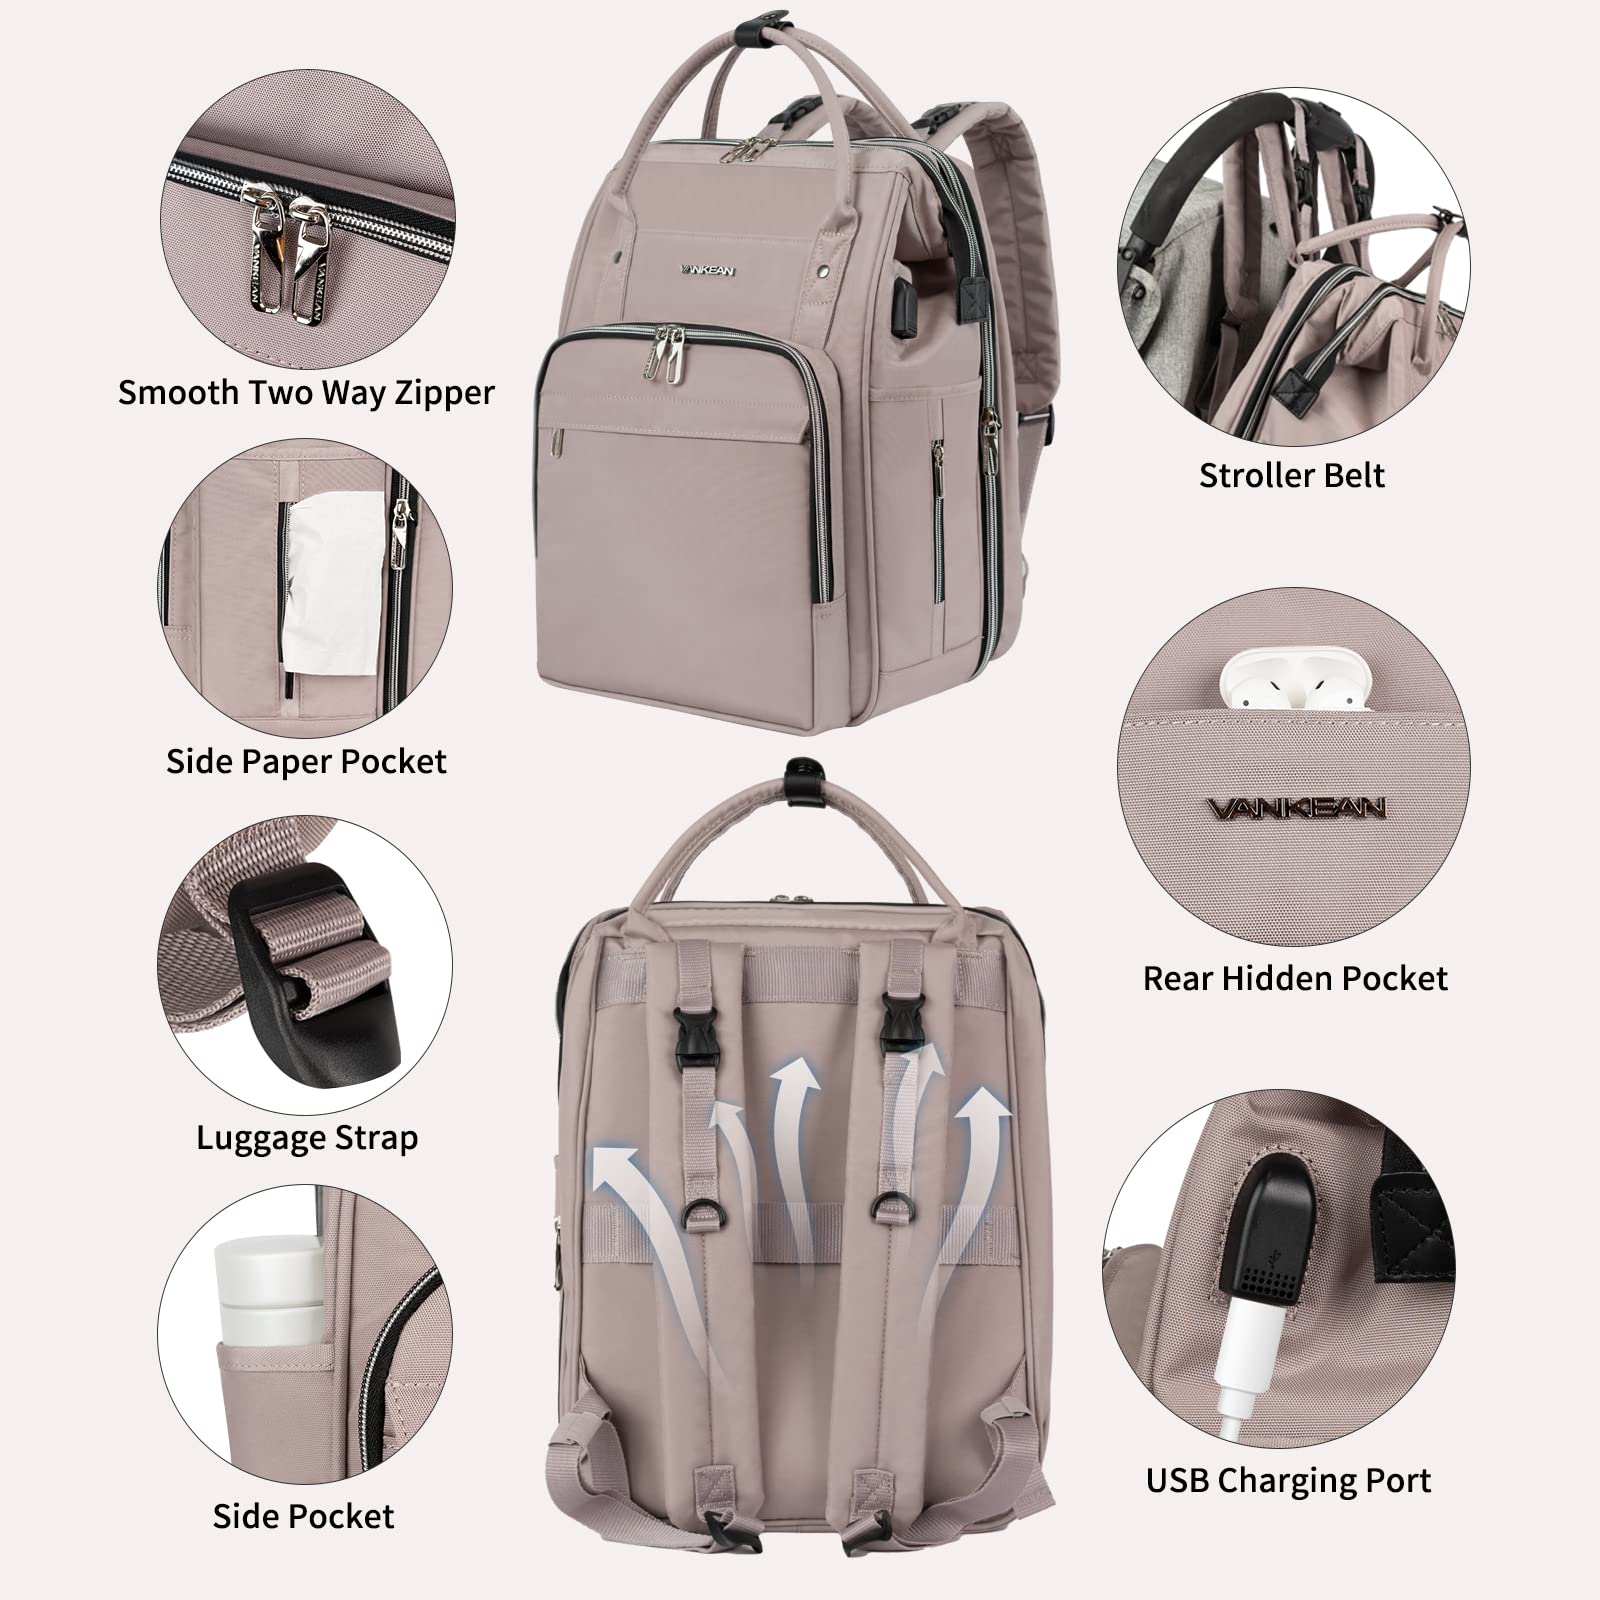 VANKEAN
VANKEAN
VANKEAN
Smooth Two Way Zipper
Stroller Belt
Side Paper Pocket
VANKEAN
Rear Hidden Pocket
Luggage Strap
USB Charging Port
Side Pocket